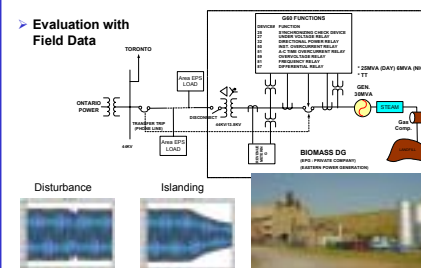 ➢ Evaluation with
Field Data
G60 FUNCTIONS
DEVICES FUNCTION
25 SYNCHRONIZING CHECK DEVICE
27 UNDER VOLTAGE RELAY
32 DIRECTIONAL POWER RELAY
50 INST. OVERCURRENT RELAY
51 A-C TIME OVERCURRENT RELAY
59 OVERVOLTAGE RELAY
81 FREQUENCY RELAY
87 DIFFERENTIAL RELAY
TORONTO
Area EPS
LOAD
* 25MVA (DAY) 6MVA (NI
* TT
GEN.
30MVA
STEAM
ONTARIO
POWER
DISCONNECT
44KV/13.8KV
TRANSFER TRIP
(PHONE LINE)
Gas
Comp.
44KV
Area EPS
LOAD
BIOMASS DG
(EPG : PRIVATE COMPANY)
(EASTERN POWER GENERATION)
Disturbance
Islanding